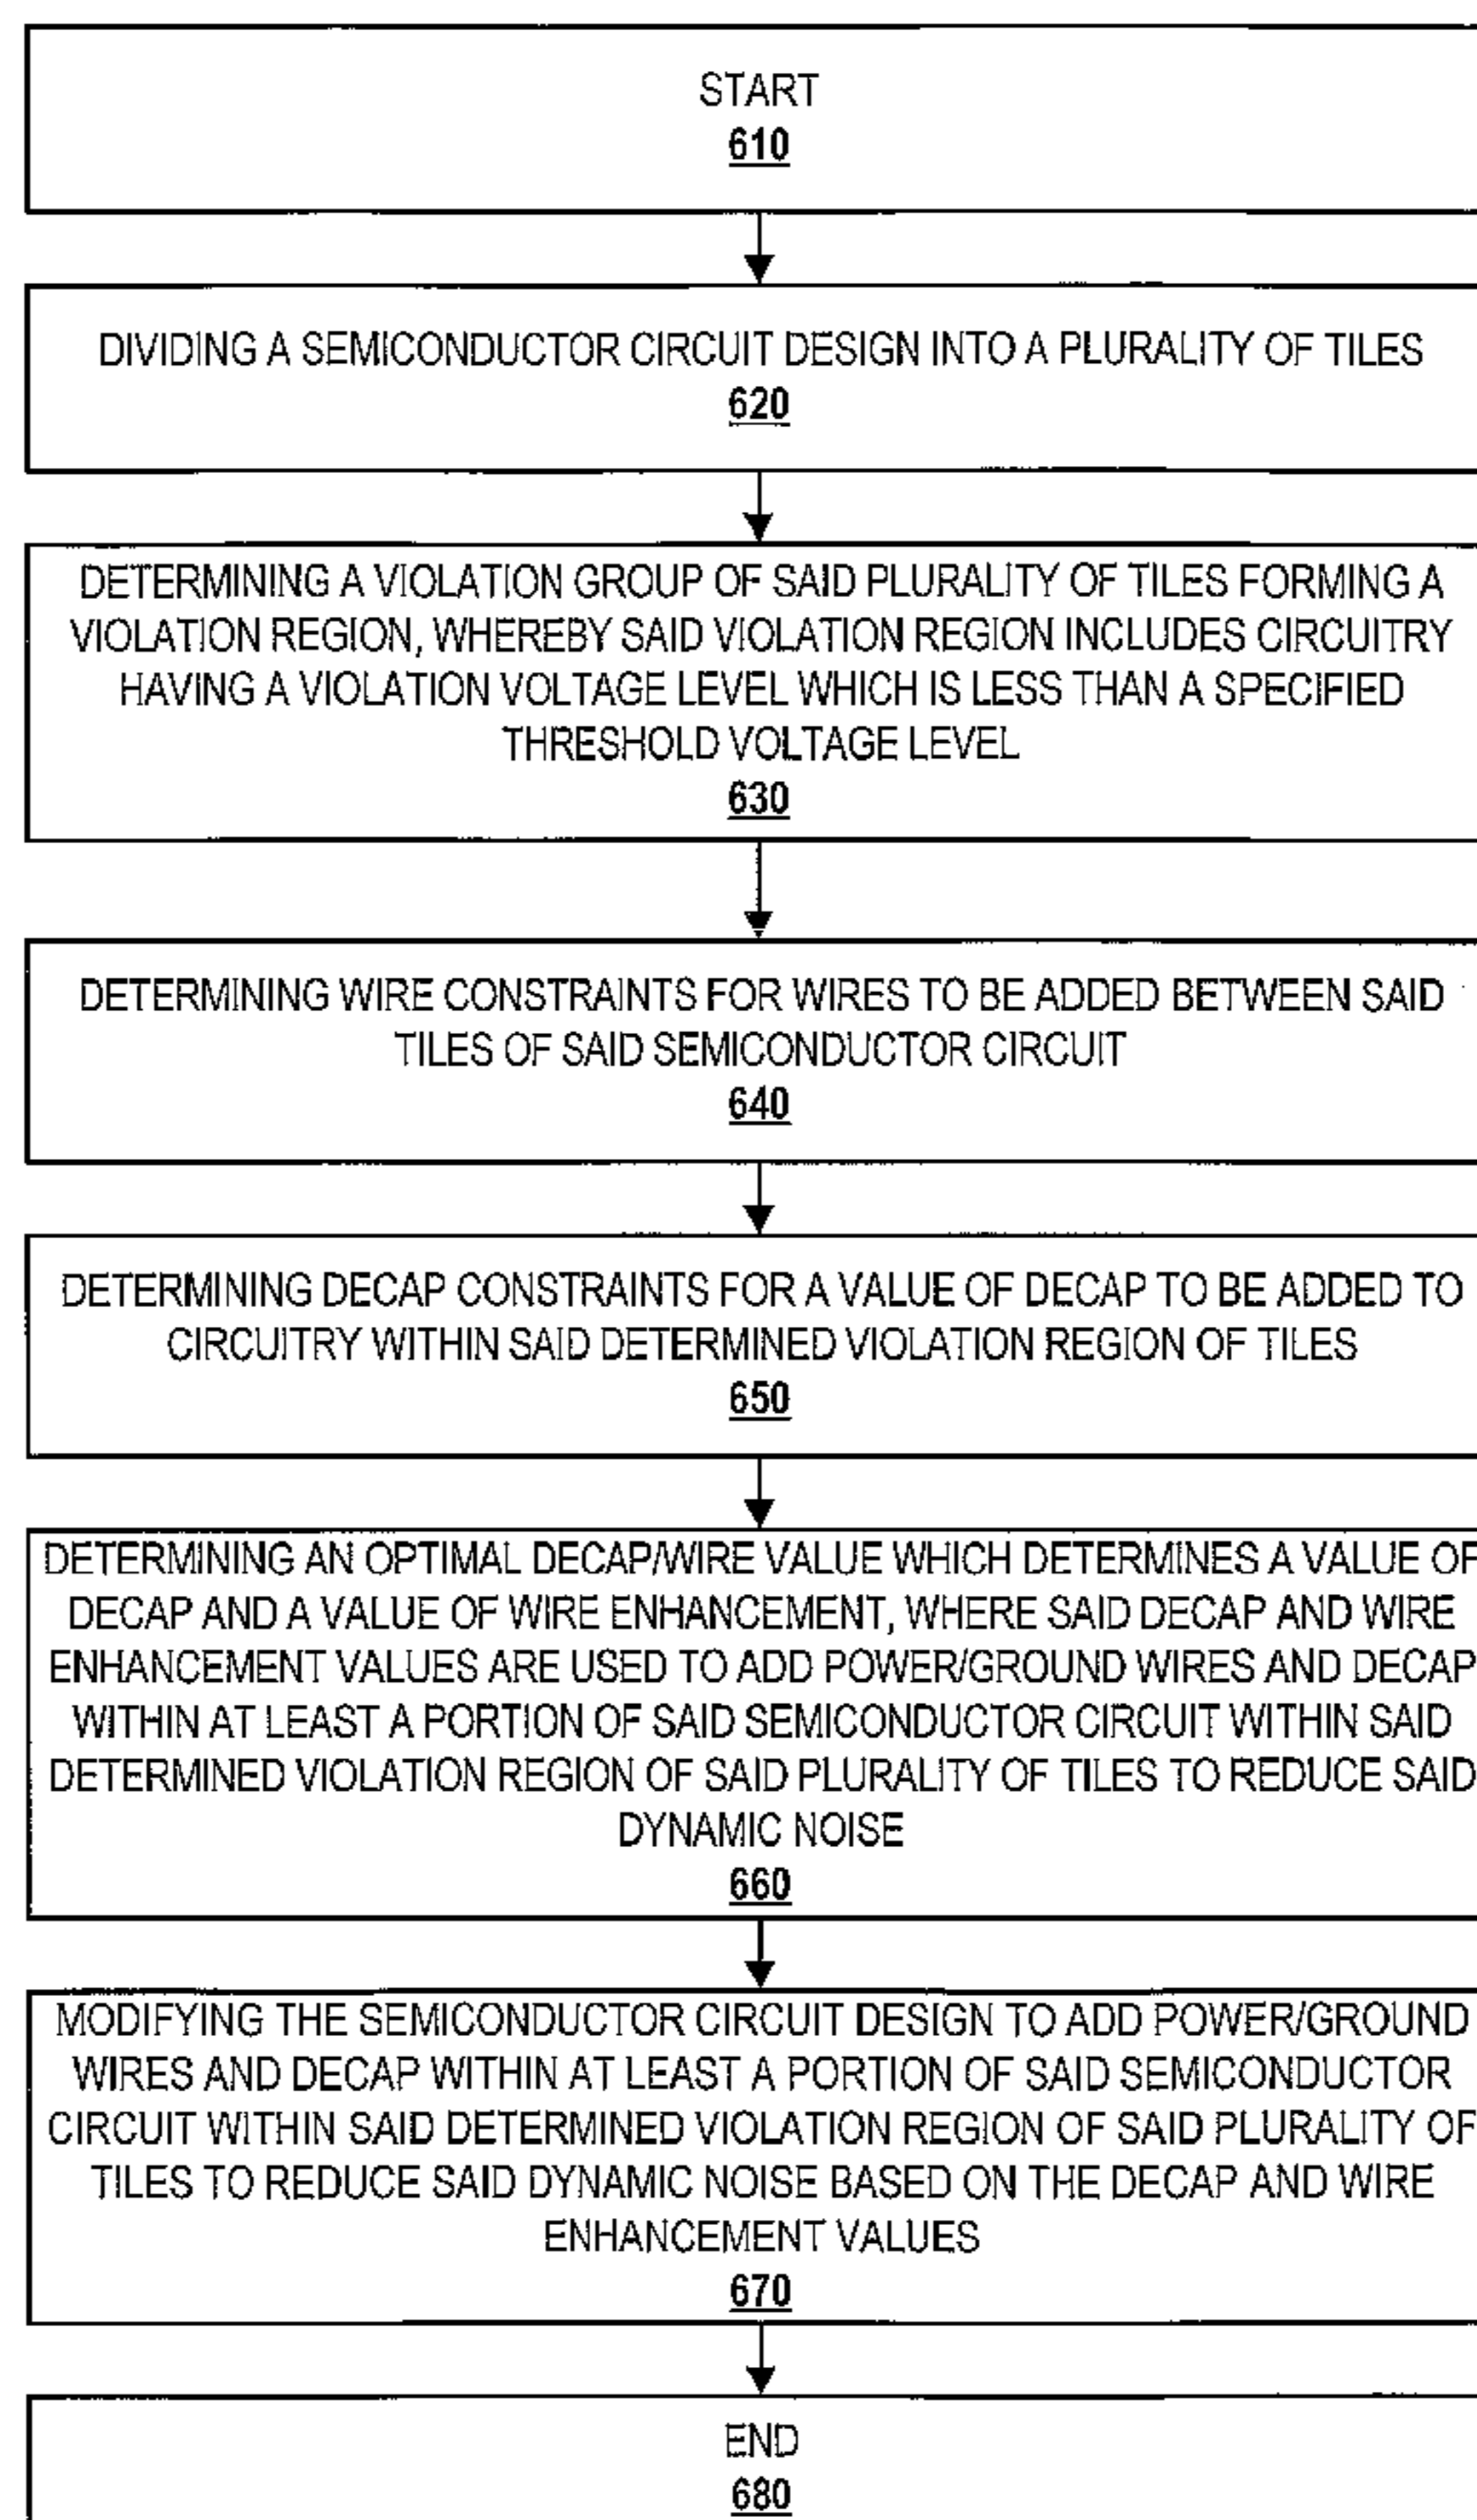 START
610
DIVIDING A SEMICONDUCTOR CIRCUIT DESIGN INTO A PLURALITY OF TILES
620
DETERMINING A VIOLATION GROUP OF SAID PLURALITY OF TILES FORMING A
VIOLATION REGION, WHEREBY SAID VIOLATION REGION INCLUDES CIRCUITRY
HAVING A VIOLATION VOLTAGE LEVEL WHICH IS LESS THAN A SPECIFIED
THRESHOLD VOLTAGE LEVEL
630
DETERMINING WIRE CONSTRAINTS FOR WIRES TO BE ADDED BETWEEN SAID
TILES OF SAID SEMICONDUCTOR CIRCUIT
640
DETERMINING DECAP CONSTRAINTS FOR A VALUE OF DECAP TO BE ADDED TO
CIRCUITRY WITHIN SAID DETERMINED VIOLATION REGION OF TILES
650
DETERMINING AN OPTIMAL DECAP/WIRE VALUE WHICH DETERMINES A VALUE OF
DECAP AND A VALUE OF WIRE ENHANCEMENT, WHERE SAID DECAP AND WIRE
ENHANCEMENT VALUES ARE USED TO ADD POWER/GROUND WIRES AND DECAP
WITHIN AT LEAST A PORTION OF SAID SEMICONDUCTOR CIRCUIT WITHIN SAID
DETERMINED VIOLATION REGION OF SAID PLURALITY OF TILES TO REDUCE SAID
DYNAMIC NOISE
660
MODIFYING THE SEMICONDUCTOR CIRCUIT DESIGN TO ADD POWER/GROUND
WIRES AND DECAP WITHIN AT LEAST A PORTION OF SAID SEMICONDUCTOR
CIRCUIT WITHIN SAID DETERMINED VIOLATION REGION OF SAID PLURALITY OF
TILES TO REDUCE SAID DYNAMIC NOISE BASED ON THE DECAP AND WIRE
ENHANCEMENT VALUES
670
END
680